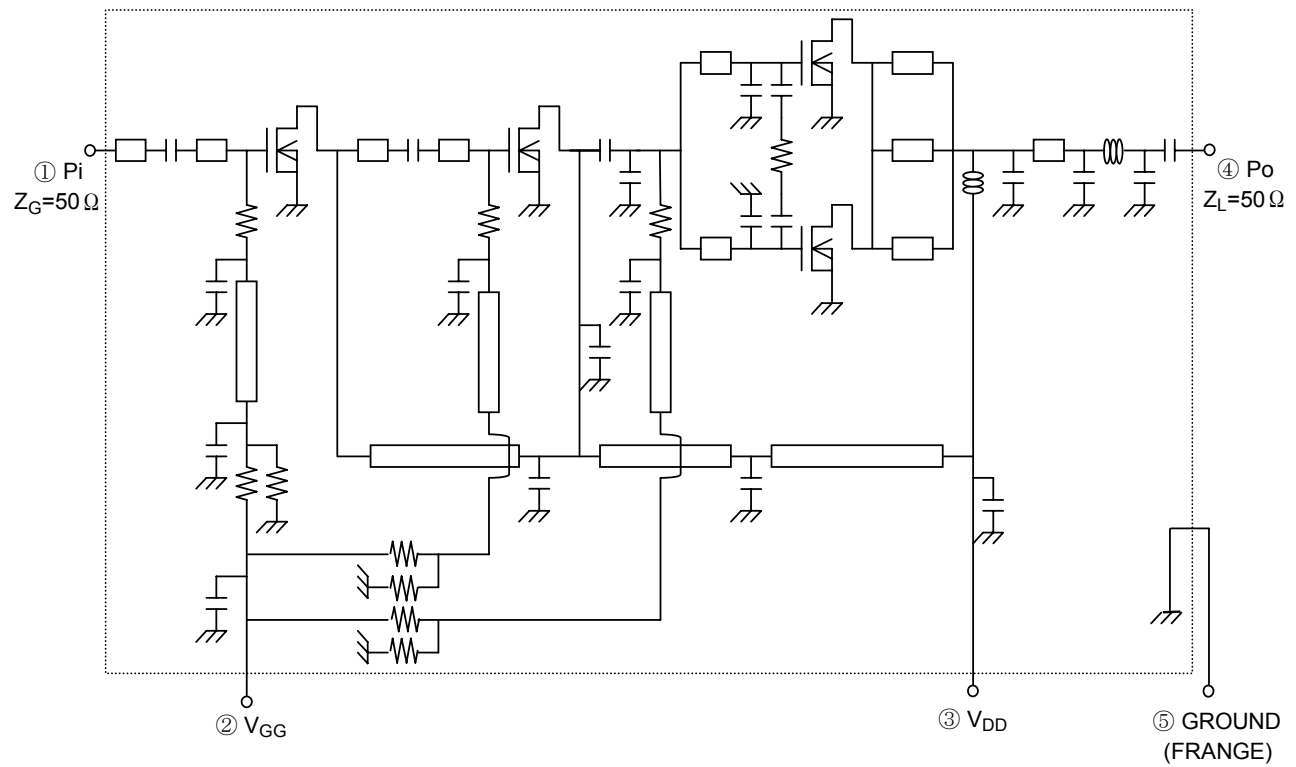 ① Pi
Z_G=50 Ω
④ Po
Z_L=50 Ω
② V_GG
③ V_DD
⑤ GROUND
(FRANGE)